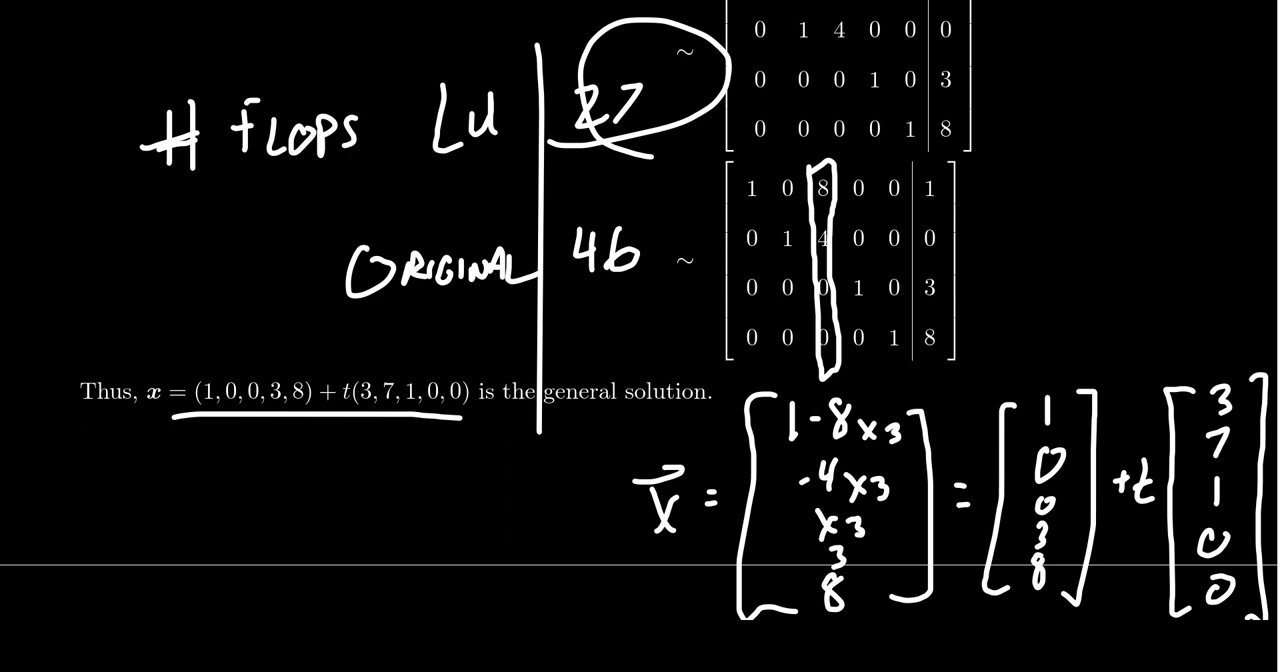 0 1 4 0 0 0
~
0 0 0 1 0 3
0 0 0 0 1 8
# FLOPS LU 27
1 0 8 0 0 1
0 1 4 0 0 0
ORIGINAL 46
~
0 0 0 1 0 3
0 0 0 0 1 8
Thus, x = (1, 0, 0, 3, 8) + t(3, 7, 1, 0, 0) is the general solution.
x⃗ = [1-8x3, -4x3, x3, 3, 8] = [1, 0, 0, 3, 8] + t [3, 7, 1, 0, 0]